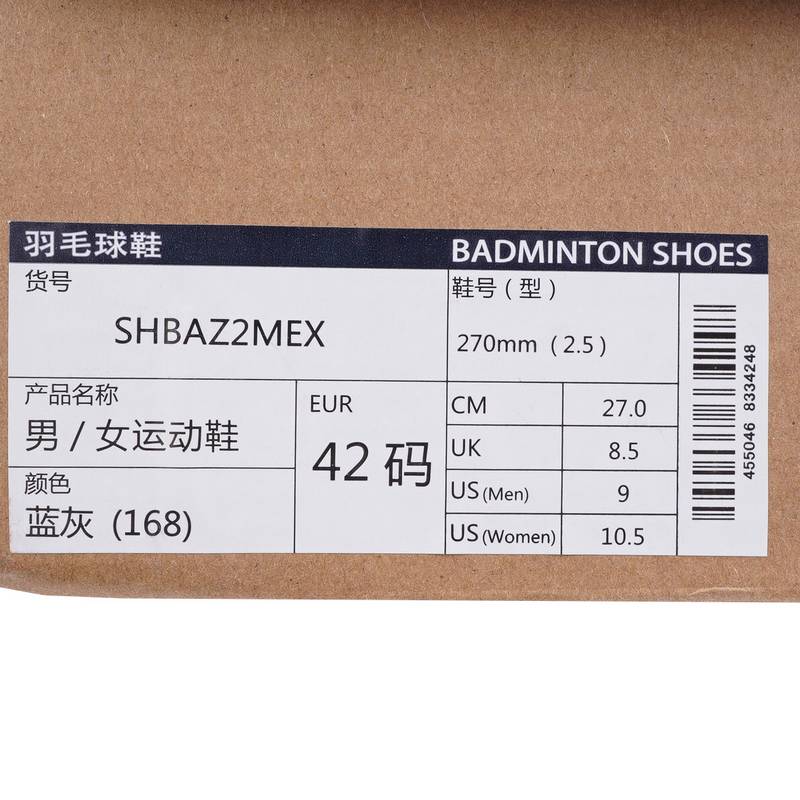 羽毛球鞋
BADMINTON SHOES
货号
SHBAZ2MEX
鞋号(型)
270mm (2.5)
产品名称
男/女运动鞋
颜色
蓝灰 (168)
EUR
42码
CM 27.0
UK 8.5
US(Men) 9
US(Women) 10.5
455046 8334248